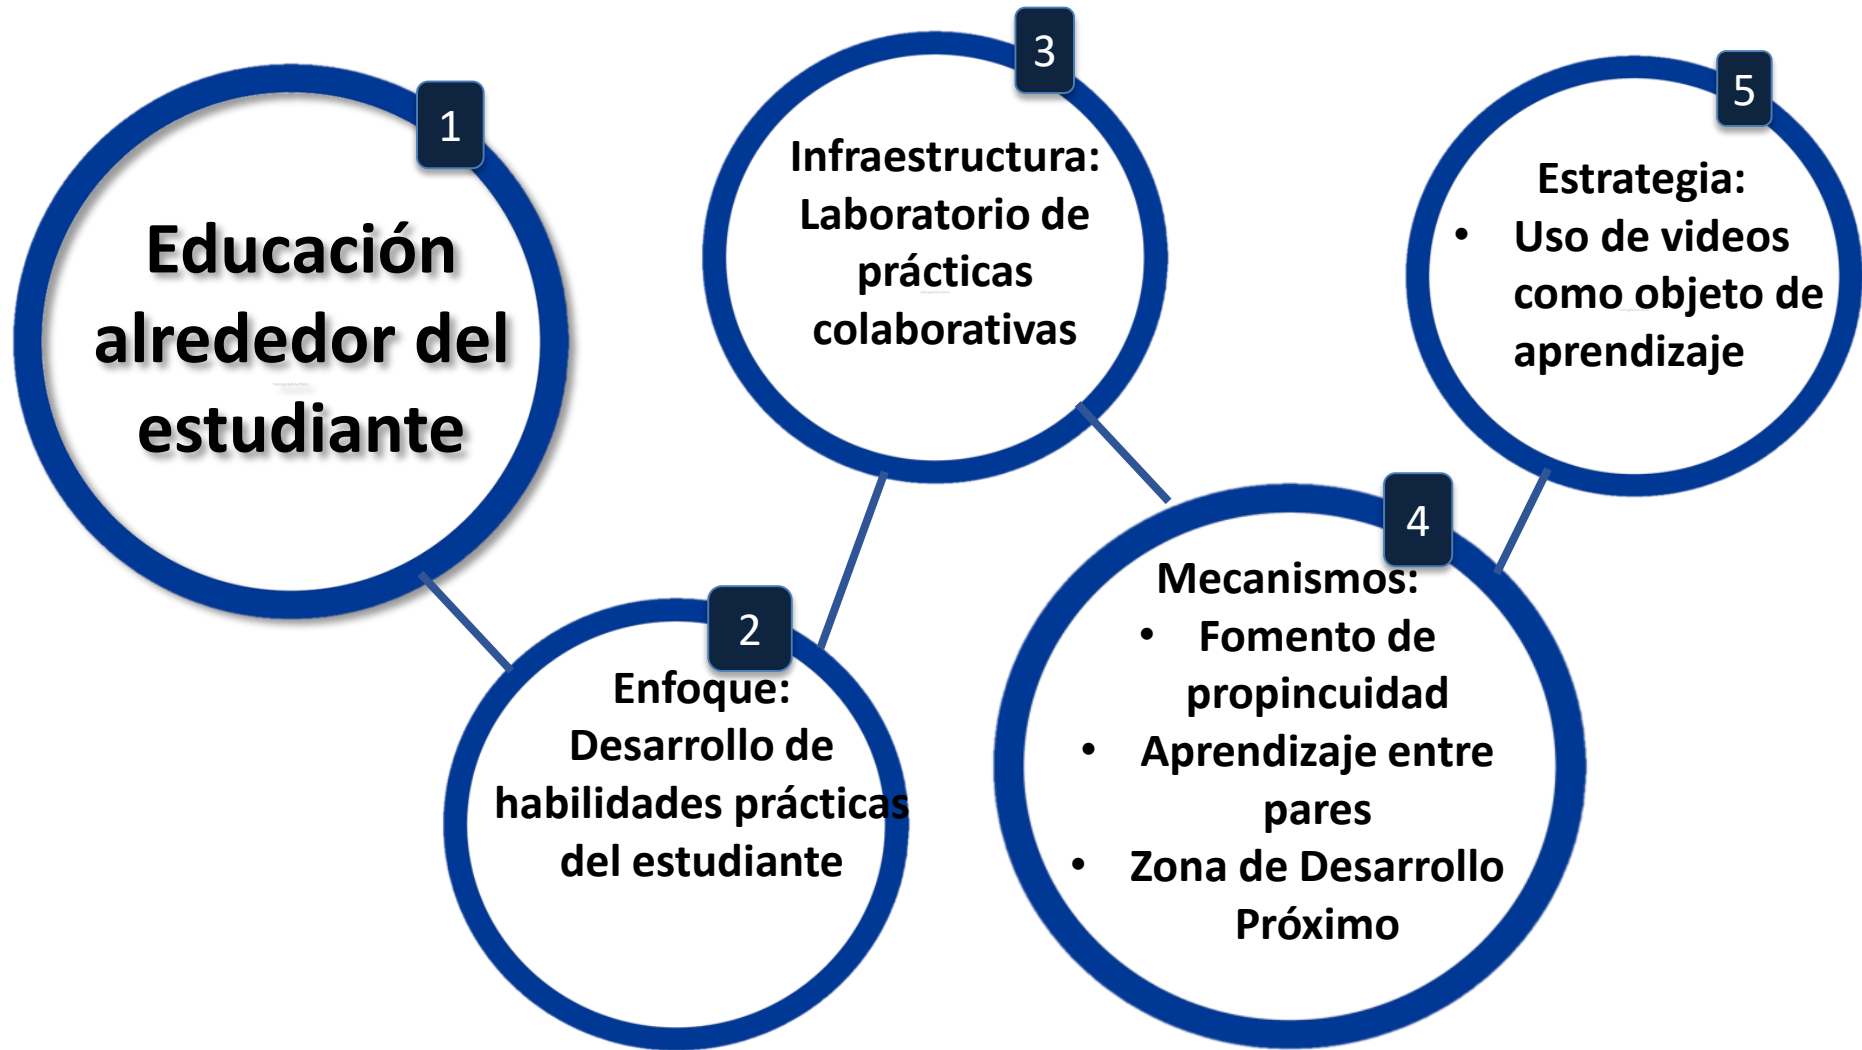 1
Educación
alrededor del
estudiante
2
Enfoque:
Desarrollo de
habilidades prácticas
del estudiante
3
Infraestructura:
Laboratorio de
prácticas
colaborativas
4
Mecanismos:
• Fomento de
propincuidad
• Aprendizaje entre
pares
• Zona de Desarrollo
Próximo
5
Estrategia:
• Uso de videos
como objeto de
aprendizaje